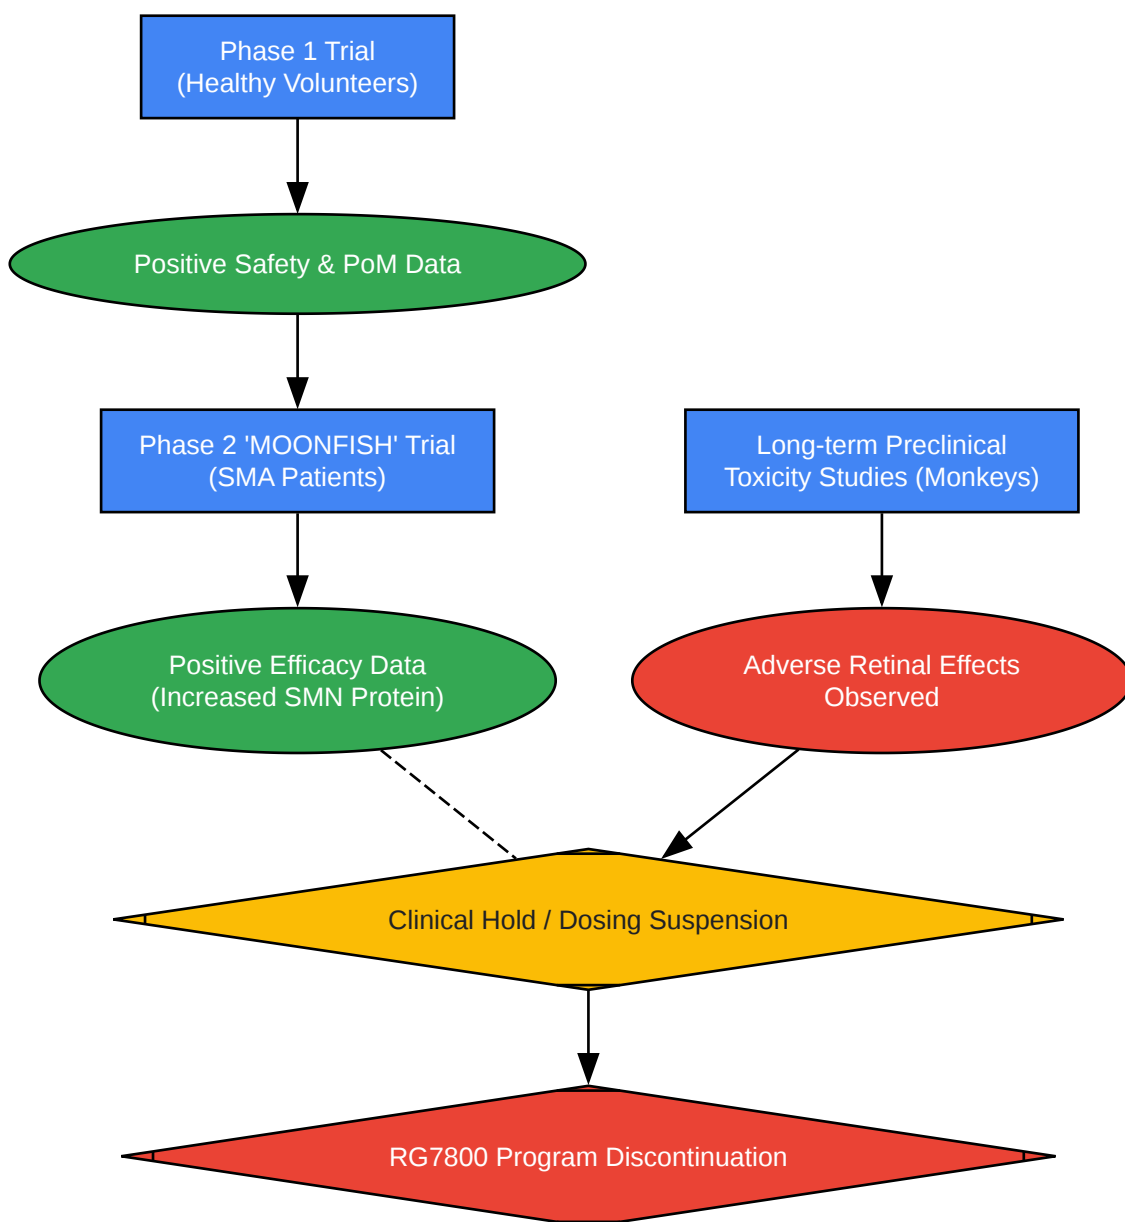 Phase 1 Trial
(Healthy Volunteers)
Positive Safety & PoM Data
Phase 2 'MOONFISH' Trial
(SMA Patients)
Long-term Preclinical
Toxicity Studies (Monkeys)
Positive Efficacy Data
(Increased SMN Protein)
Adverse Retinal Effects
Observed
Clinical Hold / Dosing Suspension
RG7800 Program Discontinuation